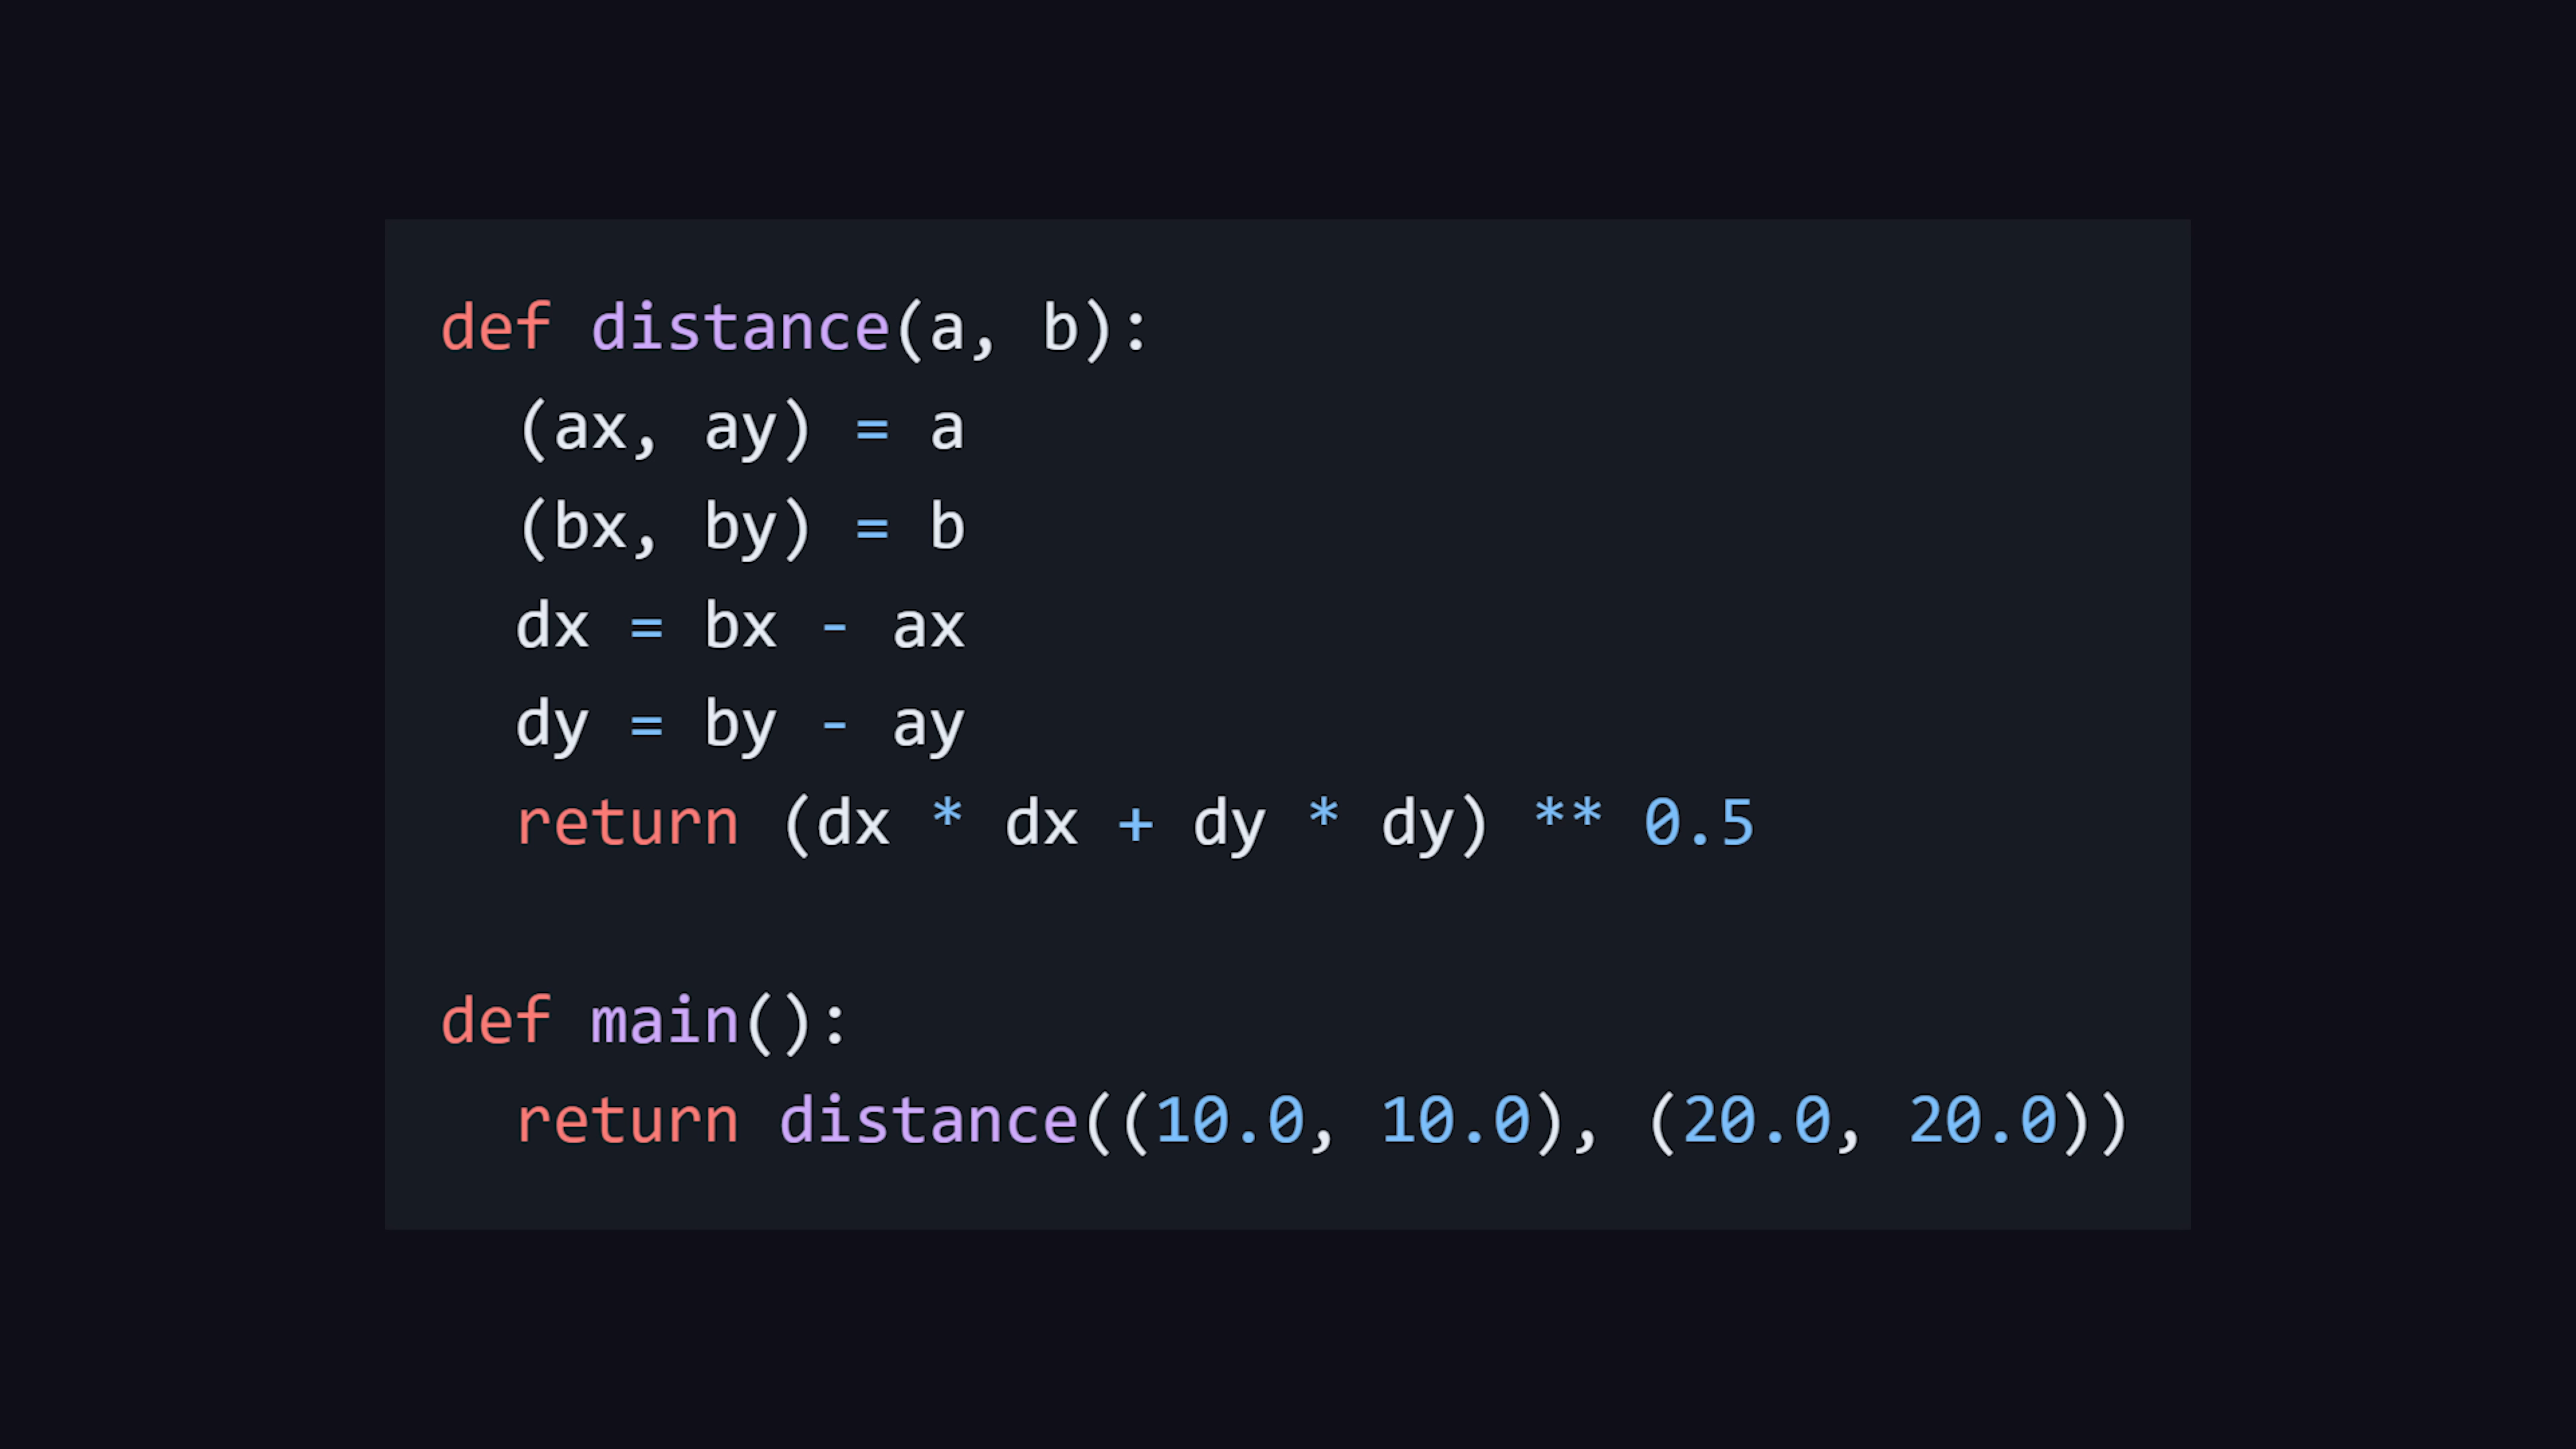 def distance(a, b):
  (ax, ay) = a
  (bx, by) = b
  dx = bx - ax
  dy = by - ay
  return (dx * dx + dy * dy) ** 0.5

def main():
  return distance((10.0, 10.0), (20.0, 20.0))